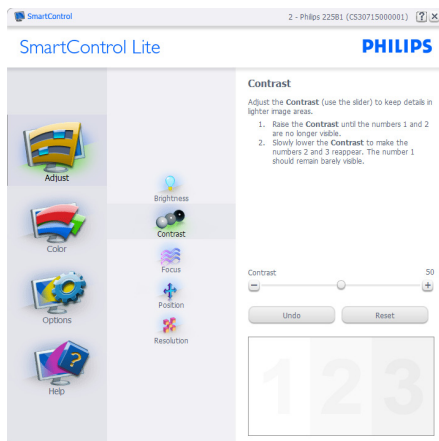 SmartControl
2 - Philips 225B1 (CS30715000001)
?
SmartControl Lite
PHILIPS
Adjust
Color
Options
Help
Brightness
Contrast
Focus
Position
Resolution
Contrast
Adjust the Contrast (use the slider) to keep details in
lighter image areas.
1. Raise the Contrast until the numbers 1 and 2
are no longer visible.
2. Slowly lower the Contrast to make the
numbers 2 and 3 reappear. The number 1
should remain barely visible.
Contrast 50
Undo Reset
1 2 3